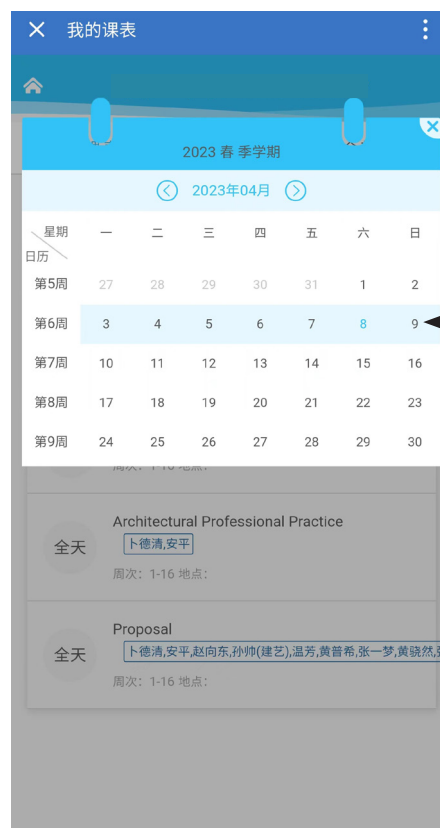 我的课表
2023 春 季学期
2023年04月
星期 一 二 三 四 五 六 日
日历
第5周 27 28 29 30 31 1 2
第6周 3 4 5 6 7 8 9
第7周 10 11 12 13 14 15 16
第8周 17 18 19 20 21 22 23
第9周 24 25 26 27 28 29 30
周次：1-16 地点：
Architectural Professional Practice
全天
卜德清,安平
周次：1-16 地点：
Proposal
全天
卜德清,安平,赵向东,孙帅(建艺),温芳,黄普希,张一梦,黄骁然,
周次：1-16 地点：